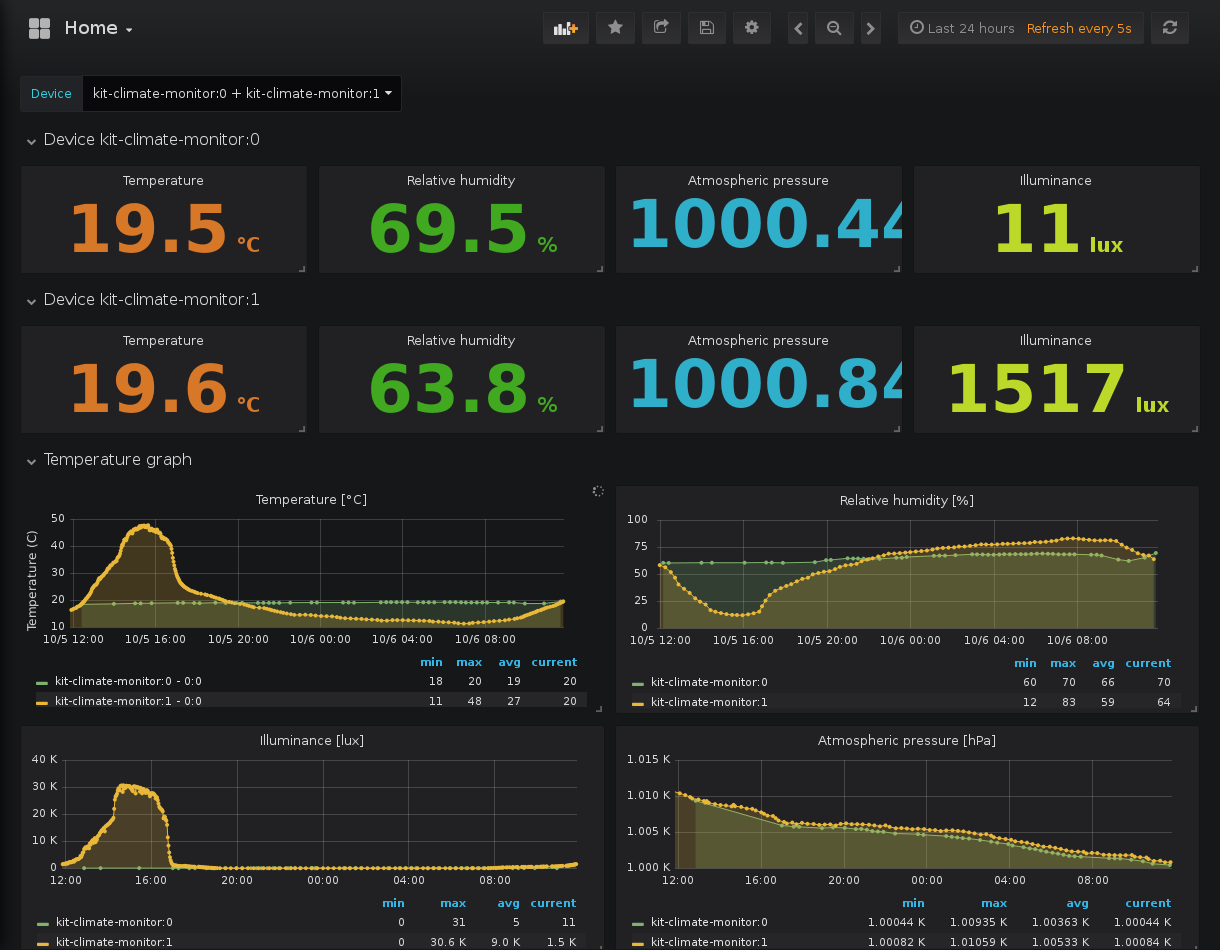 Home
Last 24 hours Refresh every 5s
Device kit-climate-monitor:0 + kit-climate-monitor:1
Device kit-climate-monitor:0
Temperature Relative humidity Atmospheric pressure Illuminance
19.5 °C 69.5 % 1000.44 11 lux
Device kit-climate-monitor:1
Temperature Relative humidity Atmospheric pressure Illuminance
19.6 °C 63.8 % 1000.84 1517 lux
Temperature graph
Temperature [°C]
Temperature (C)
50
40
30
20
10
10/5 12:00 10/5 16:00 10/5 20:00 10/6 00:00 10/6 04:00 10/6 08:00
min max avg current
kit-climate-monitor:0 - 0:0 18 20 19 20
kit-climate-monitor:1 - 0:0 11 48 27 20
Relative humidity [%]
100
75
50
25
0
10/5 12:00 10/5 16:00 10/5 20:00 10/6 00:00 10/6 04:00 10/6 08:00
min max avg current
kit-climate-monitor:0 60 70 66 70
kit-climate-monitor:1 12 83 59 64
Illuminance [lux]
40 K
30 K
20 K
10 K
0
12:00 16:00 20:00 00:00 04:00 08:00
min max avg current
kit-climate-monitor:0 0 31 5 11
kit-climate-monitor:1 0 30.6 K 9.0 K 1.5 K
Atmospheric pressure [hPa]
1.015 K
1.010 K
1.005 K
1.000 K
12:00 16:00 20:00 00:00 04:00 08:00
min max avg current
kit-climate-monitor:0 1.00044 K 1.00935 K 1.00363 K 1.00044 K
kit-climate-monitor:1 1.00082 K 1.01059 K 1.00533 K 1.00084 K